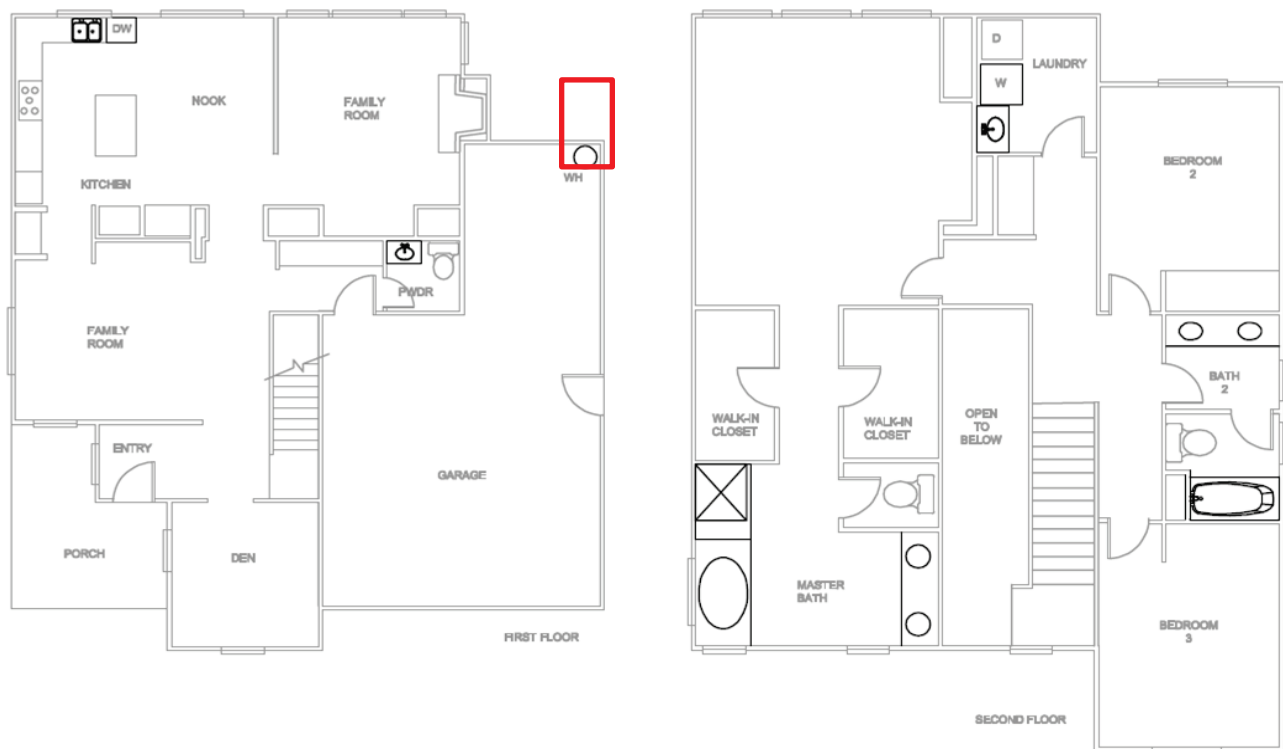 DW
NOOK
FAMILY
ROOM
KITCHEN
WH
PWDR
FAMILY
ROOM
ENTRY
GARAGE
PORCH
DEN
FIRST FLOOR
D
LAUNDRY
W
BEDROOM
2
BATH
2
WALK-IN
CLOSET
WALK-IN
CLOSET
OPEN
TO
BELOW
MASTER
BATH
BEDROOM
3
SECOND FLOOR